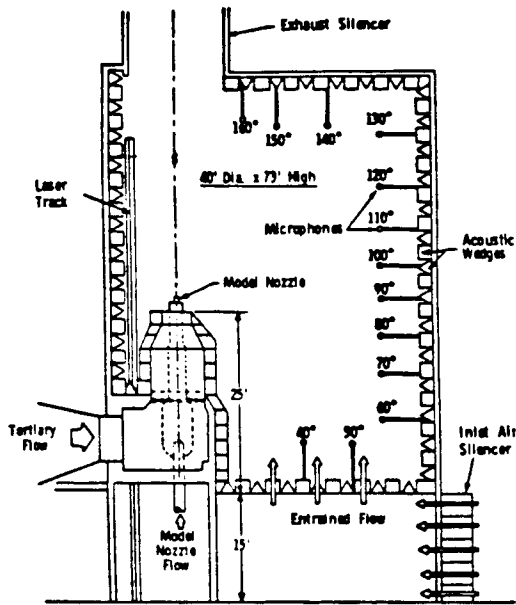 Exhaust Silencer
160°
150°
140°
130°
Laser
Track
40' Dia. x 73' High
120°
Microphones
110°
Acoustic
Wedges
100°
Model Nozzle
90°
80°
25'
70°
60°
Tertiary
Flow
40°
50°
Inlet Air
Silencer
Entrained Flow
Model
Nozzle
Flow
15'